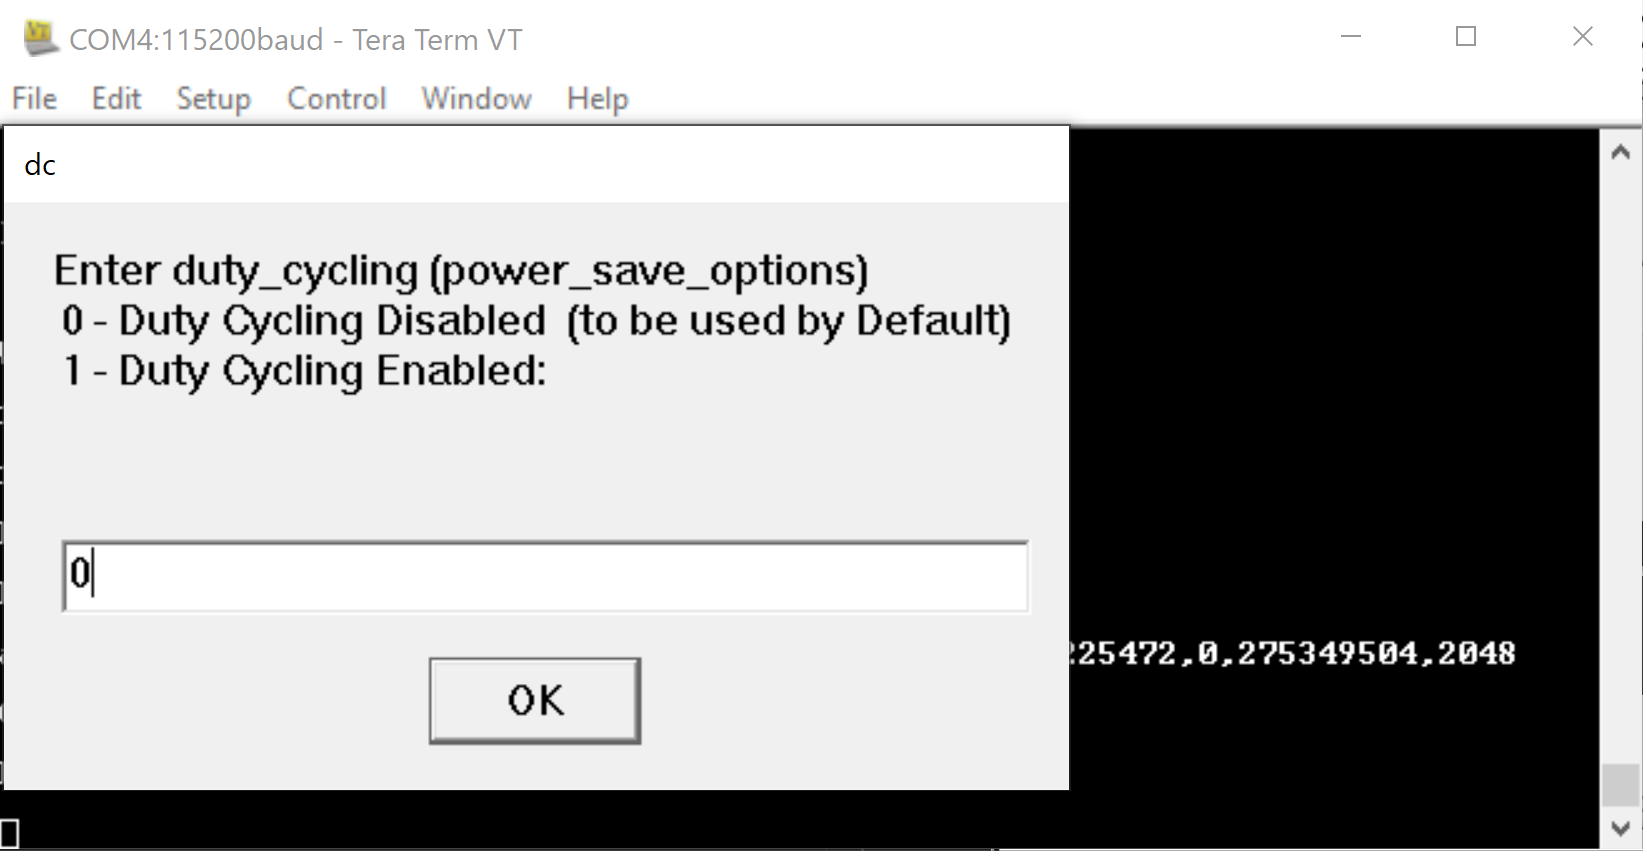 COM4:115200baud - Tera Term VT
File Edit Setup Control Window Help
dc
Enter duty_cycling (power_save_options)
0 - Duty Cycling Disabled (to be used by Default)
1 - Duty Cycling Enabled:
0
25472,0,275349504,2048
OK